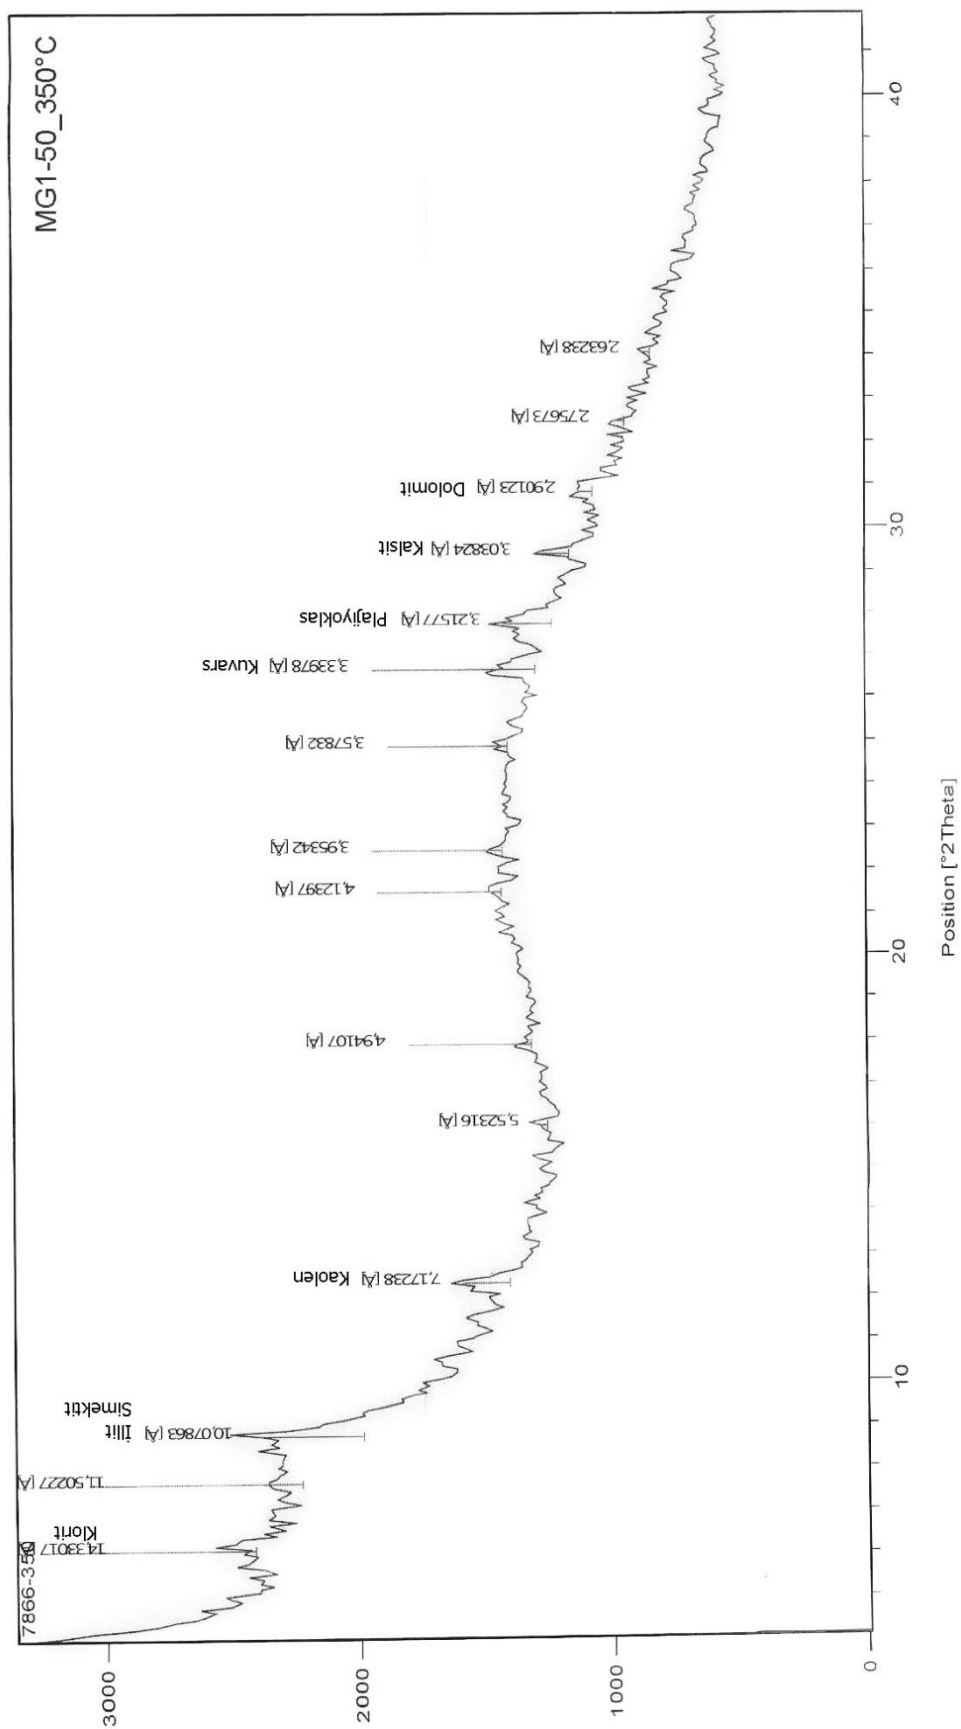 MG1-50_350°C
7866-350
14,33017 [Å]
Klorit
11,50227 [Å]
10,07863 [Å] Illit
Simektit
7,17238 [Å] Kaolen
5,52316 [Å]
4,94107 [Å]
4,12397 [Å]
3,95342 [Å]
3,57832 [Å]
3,33978 [Å] Kuvars
3,21577 [Å] Plajiyoklas
3,03824 [Å] Kalsit
2,90123 [Å] Dolomit
2,75673 [Å]
2,63238 [Å]
3000
2000
1000
0
10
20
30
40
Position [°2Theta]